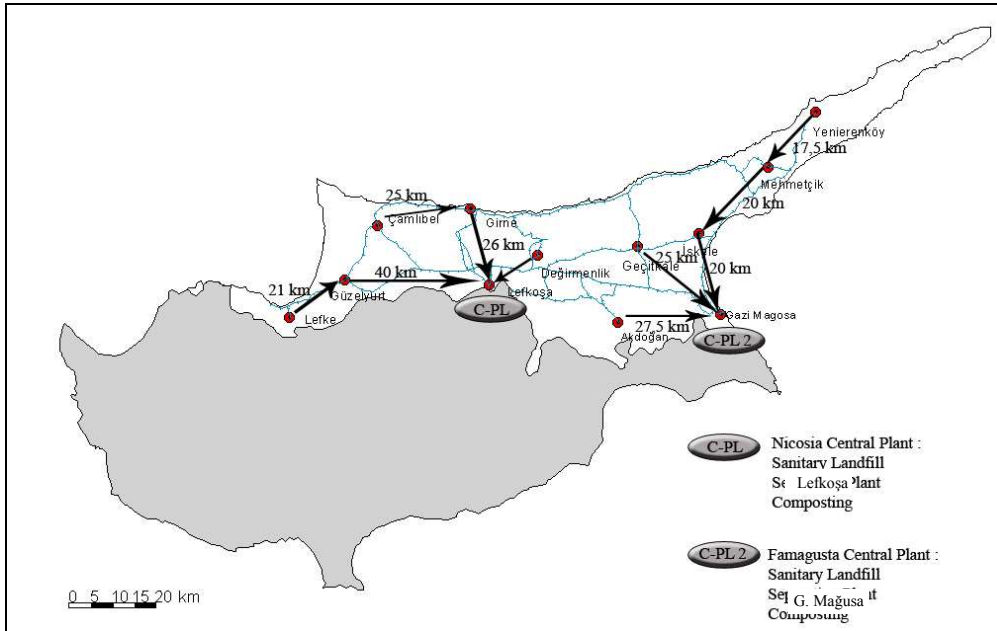 Yenierenköy
17,5 km
Mehmetçik
20 km
25 km
Çamlıbel
Girne
26 km
İskele
25 km
20 km
Geçitkale
Değirmenlik
40 km
Lefkoşa
21 km
Güzelyurt
Lefke
C-PL
27,5 km
Gazi Magosa
Akdoğan
C-PL 2
C-PL
Nicosia Central Plant :
Sanitary Landfill
Lefkoşa Plant
Composting
C-PL 2
Famagusta Central Plant :
Sanitary Landfill
G. Mağusa
Composting
0 5 10 15 20 km